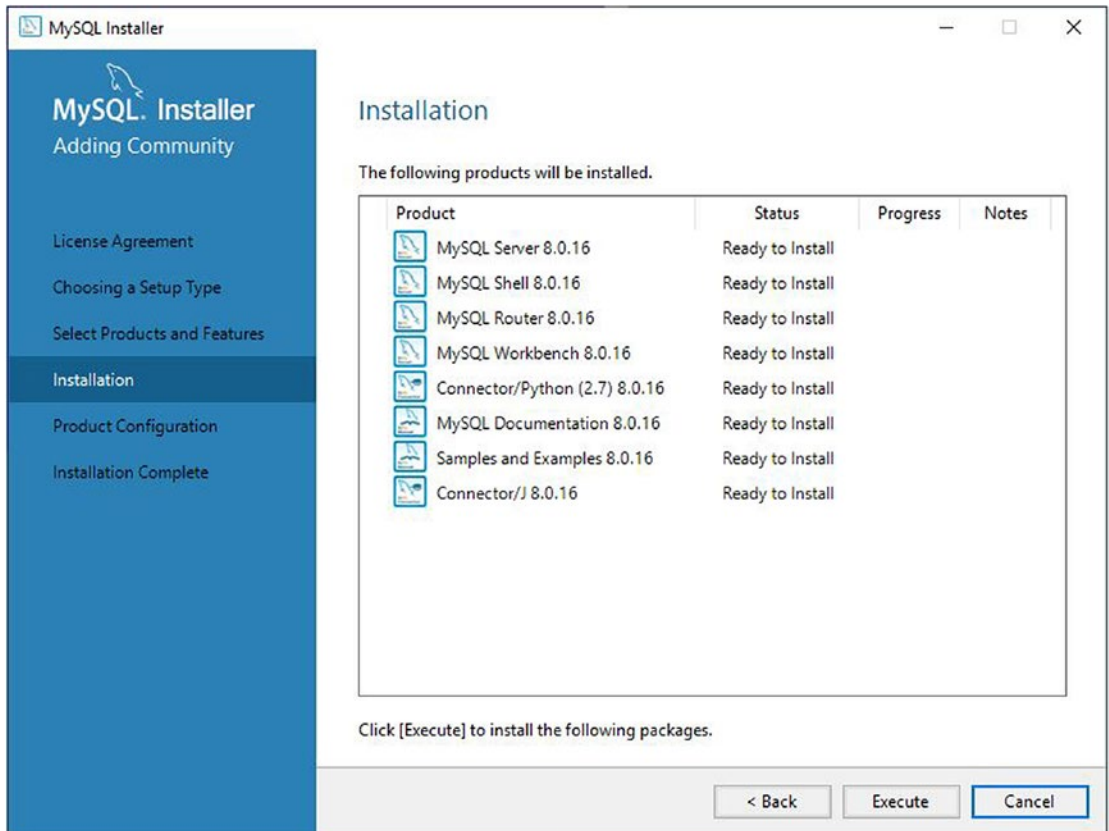 MySQL Installer
MySQL. Installer
Adding Community
License Agreement
Choosing a Setup Type
Select Products and Features
Installation
Product Configuration
Installation Complete
Installation
The following products will be installed.
Product Status Progress Notes
MySQL Server 8.0.16 Ready to Install
MySQL Shell 8.0.16 Ready to Install
MySQL Router 8.0.16 Ready to Install
MySQL Workbench 8.0.16 Ready to Install
Connector/Python (2.7) 8.0.16 Ready to Install
MySQL Documentation 8.0.16 Ready to Install
Samples and Examples 8.0.16 Ready to Install
Connector/J 8.0.16 Ready to Install
Click [Execute] to install the following packages.
< Back Execute Cancel